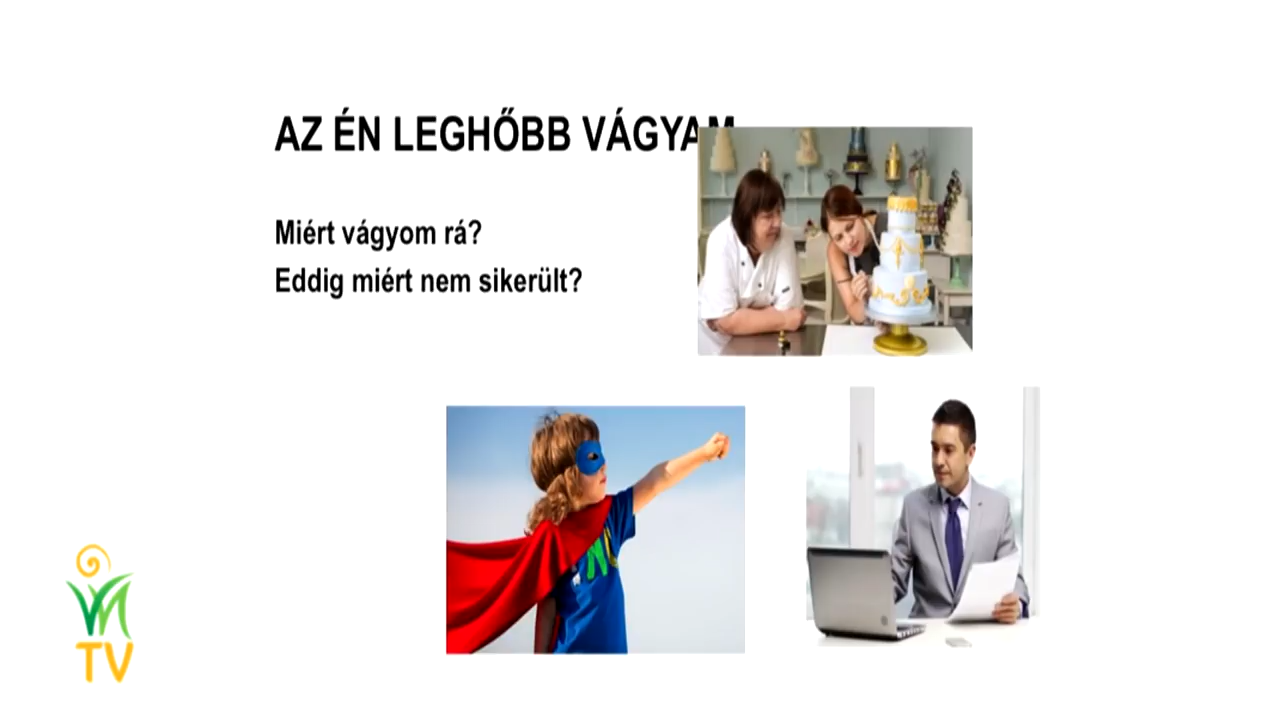 AZ ÉN LEGHŐBB VÁGYAM
Miért vágyom rá?
Eddig miért nem sikerült?
TV